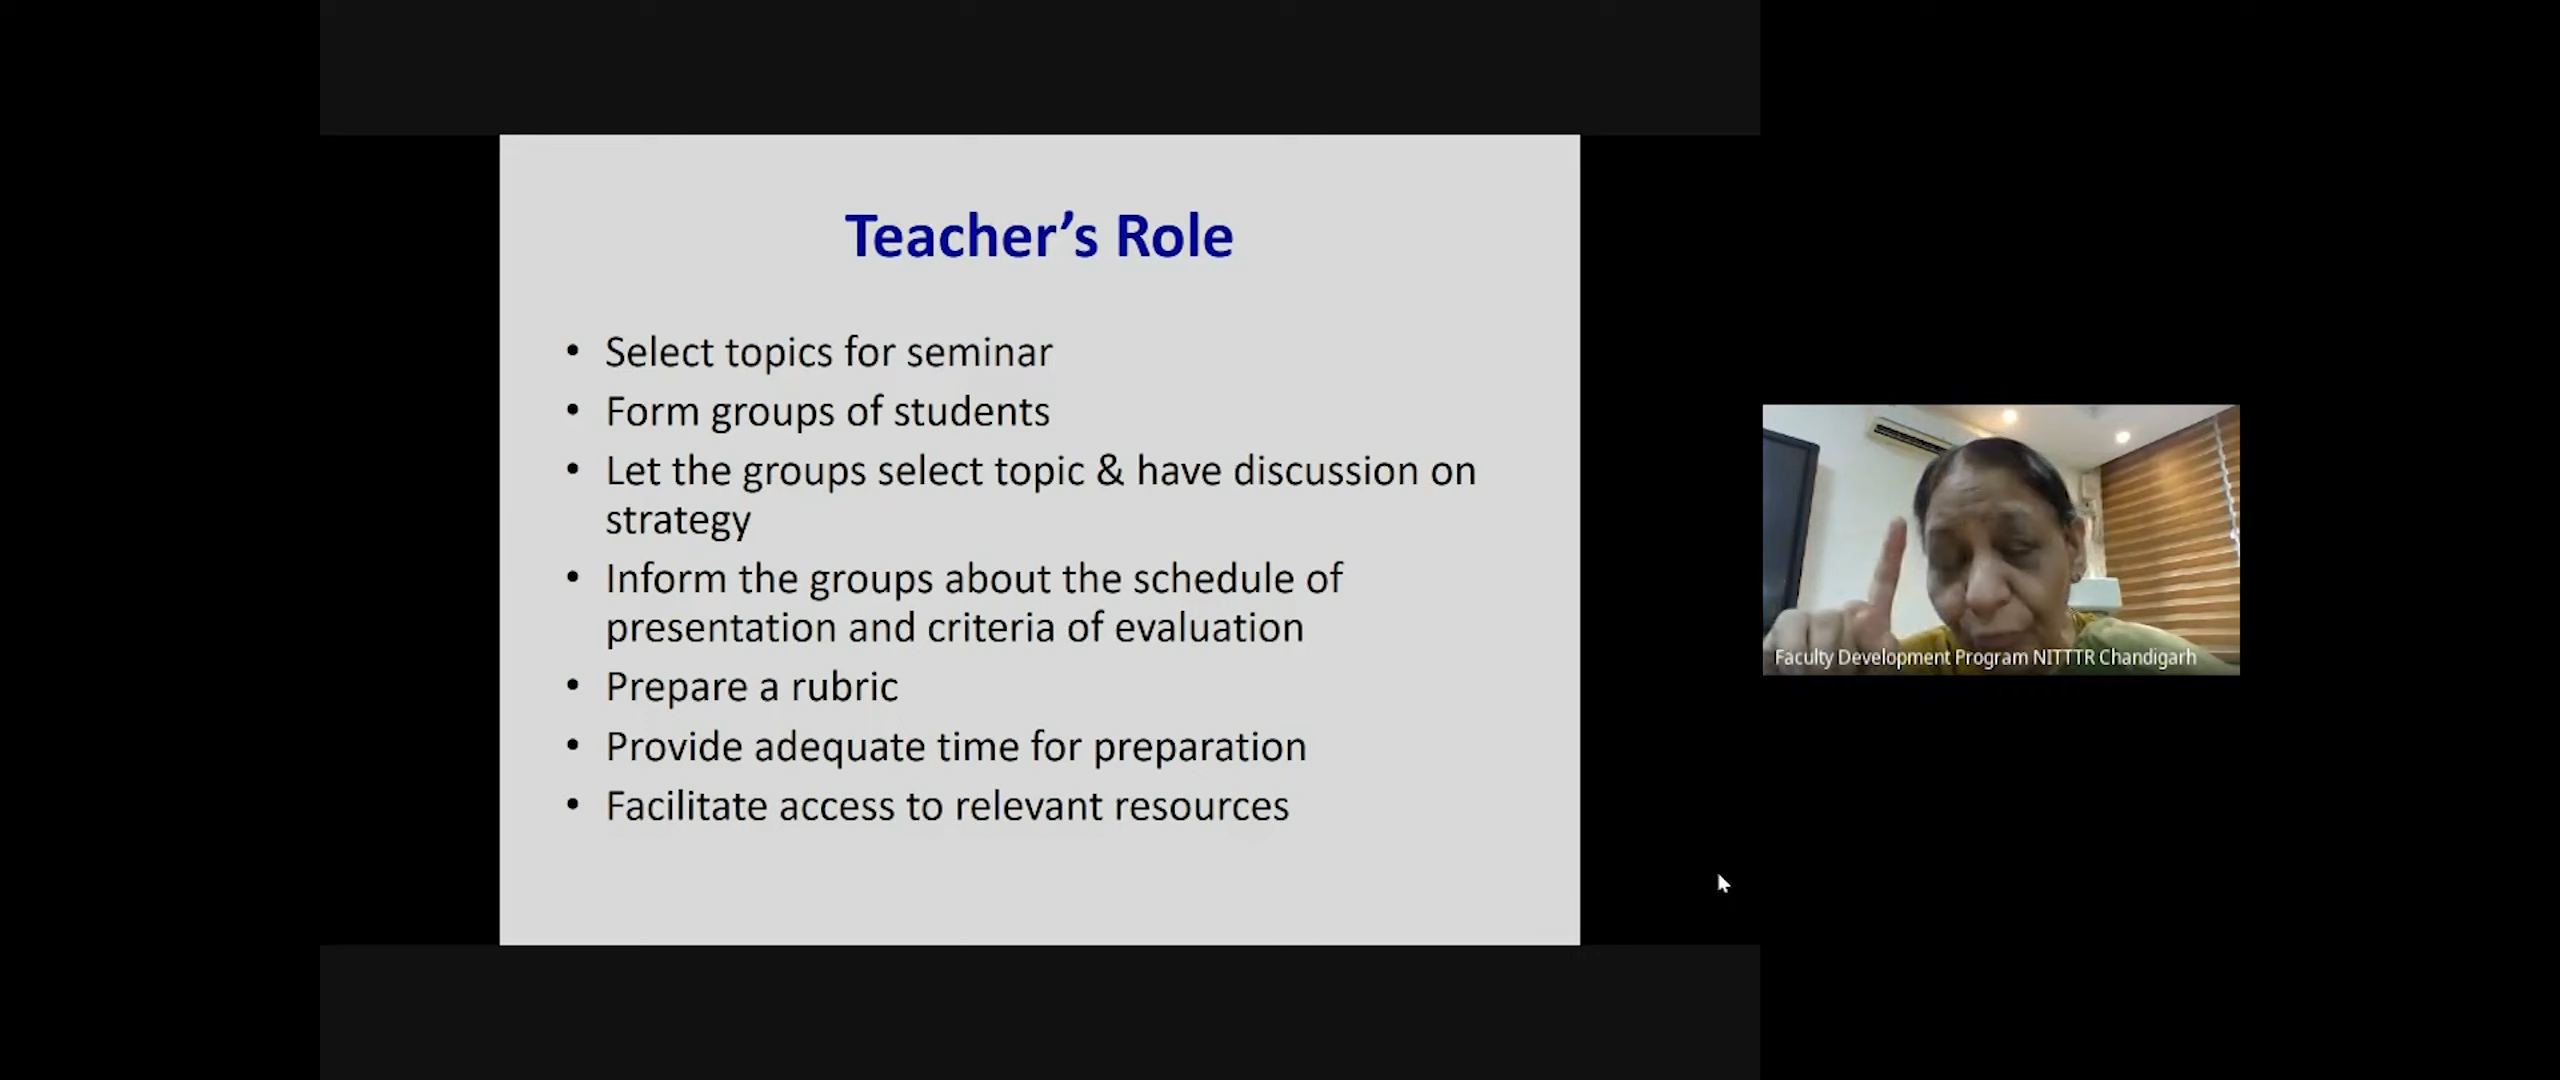 Teacher’s Role
• Select topics for seminar
• Form groups of students
• Let the groups select topic & have discussion on
strategy
• Inform the groups about the schedule of
presentation and criteria of evaluation
• Prepare a rubric
• Provide adequate time for preparation
• Facilitate access to relevant resources
Faculty Development Program NITTTR Chandigarh